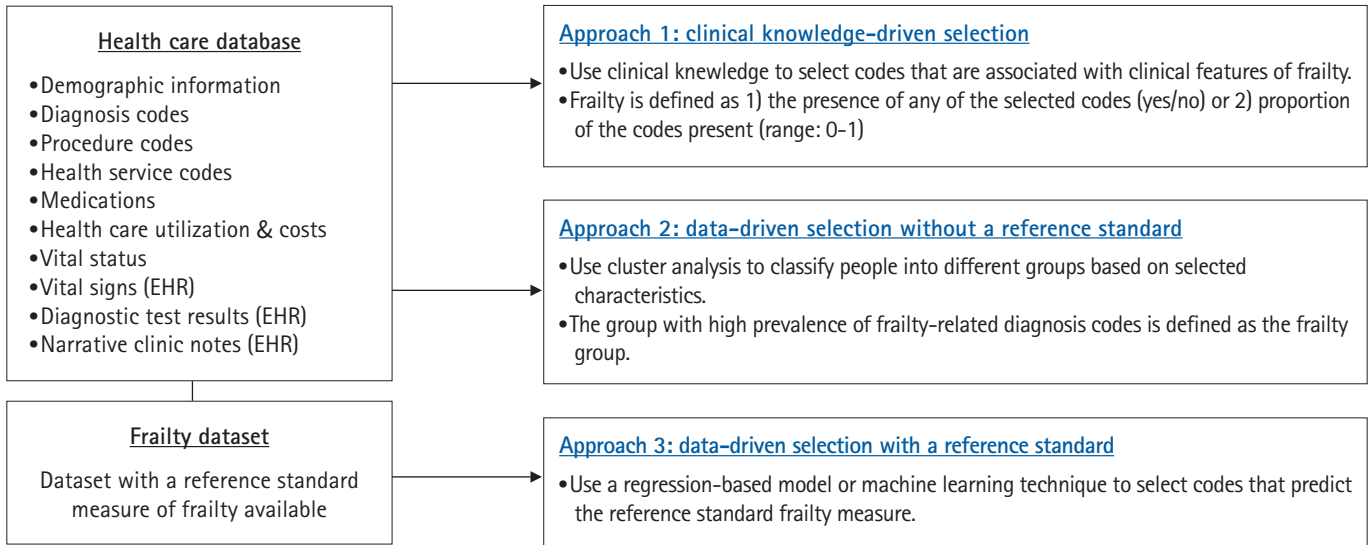 Health care database
•Demographic information
•Diagnosis codes
•Procedure codes
•Health service codes
•Medications
•Health care utilization & costs
•Vital status
•Vital signs (EHR)
•Diagnostic test results (EHR)
•Narrative clinic notes (EHR)
Frailty dataset
Dataset with a reference standard
measure of frailty available
Approach 1: clinical knowledge-driven selection
•Use clinical knewledge to select codes that are associated with clinical features of frailty.
•Frailty is defined as 1) the presence of any of the selected codes (yes/no) or 2) proportion
of the codes present (range: 0-1)
Approach 2: data-driven selection without a reference standard
•Use cluster analysis to classify people into different groups based on selected
characteristics.
•The group with high prevalence of frailty-related diagnosis codes is defined as the frailty
group.
Approach 3: data-driven selection with a reference standard
•Use a regression-based model or machine learning technique to select codes that predict
the reference standard frailty measure.